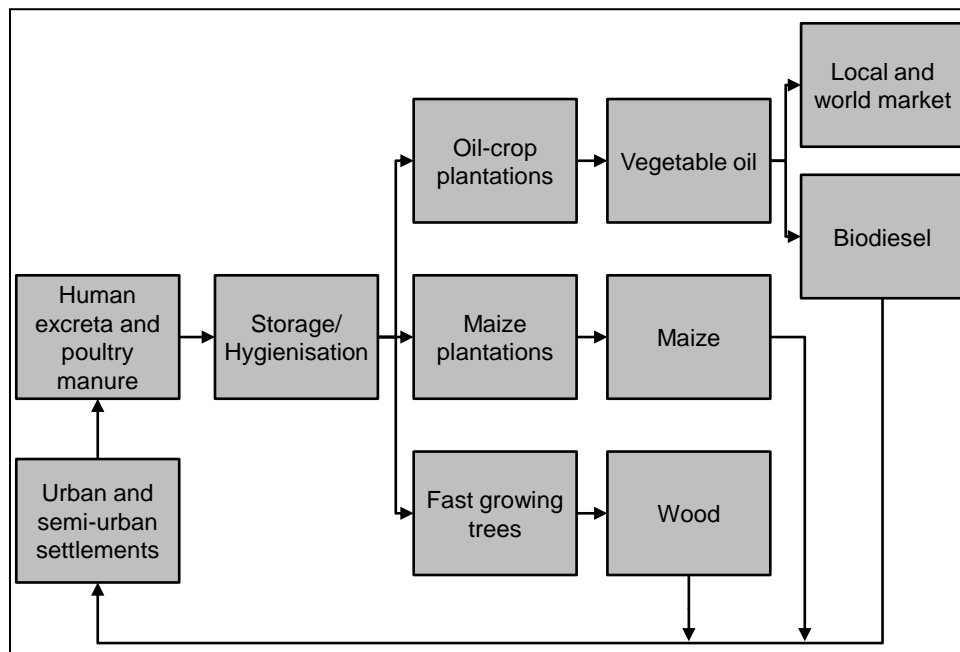 Local and
world market
Oil-crop
plantations
Vegetable oil
Biodiesel
Human
excreta and
poultry
manure
Storage/
Hygienisation
Maize
plantations
Maize
Urban and
semi-urban
settlements
Fast growing
trees
Wood